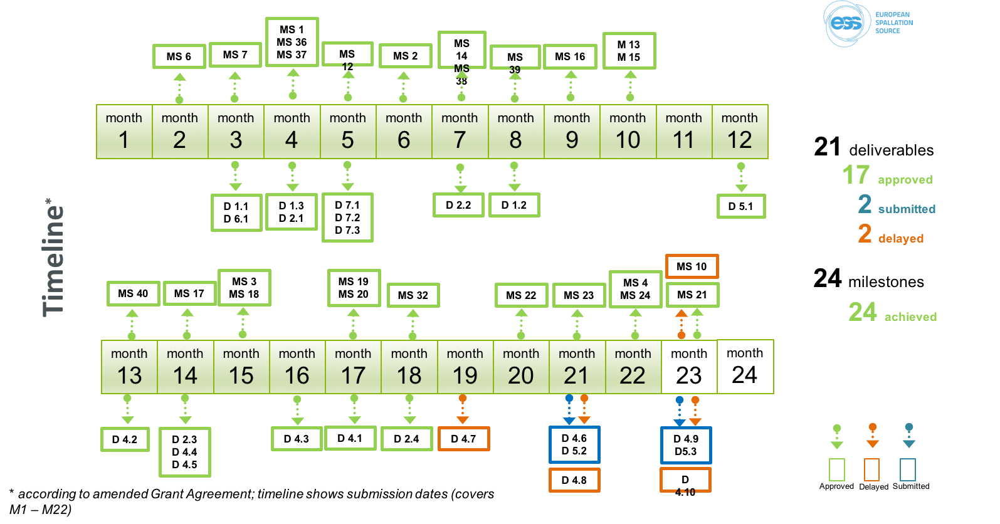 ess
EUROPEAN
SPALLATION
SOURCE
Timeline*
MS 6
MS 7
MS 1
MS 36
MS 37
MS
12
MS 2
MS
14
MS
38
MS
39
MS 16
M 13
M 15
month
1
month
2
month
3
month
4
month
5
month
6
month
7
month
8
month
9
month
10
month
11
month
12
D 1.1
D 6.1
D 1.3
D 2.1
D 7.1
D 7.2
D 7.3
D 2.2
D 1.2
D 5.1
21 deliverables
17 approved
2 submitted
2 delayed
24 milestones
24 achieved
MS 40
MS 17
MS 3
MS 18
MS 19
MS 20
MS 32
MS 22
MS 23
MS 4
MS 24
MS 10
MS 21
month
13
month
14
month
15
month
16
month
17
month
18
month
19
month
20
month
21
month
22
month
23
month
24
D 4.2
D 2.3
D 4.4
D 4.5
D 4.3
D 4.1
D 2.4
D 4.7
D 4.6
D 5.2
D 4.8
D 4.9
D5.3
D
4.10
Approved
Delayed
Submitted
* according to amended Grant Agreement; timeline shows submission dates (covers
M1 – M22)